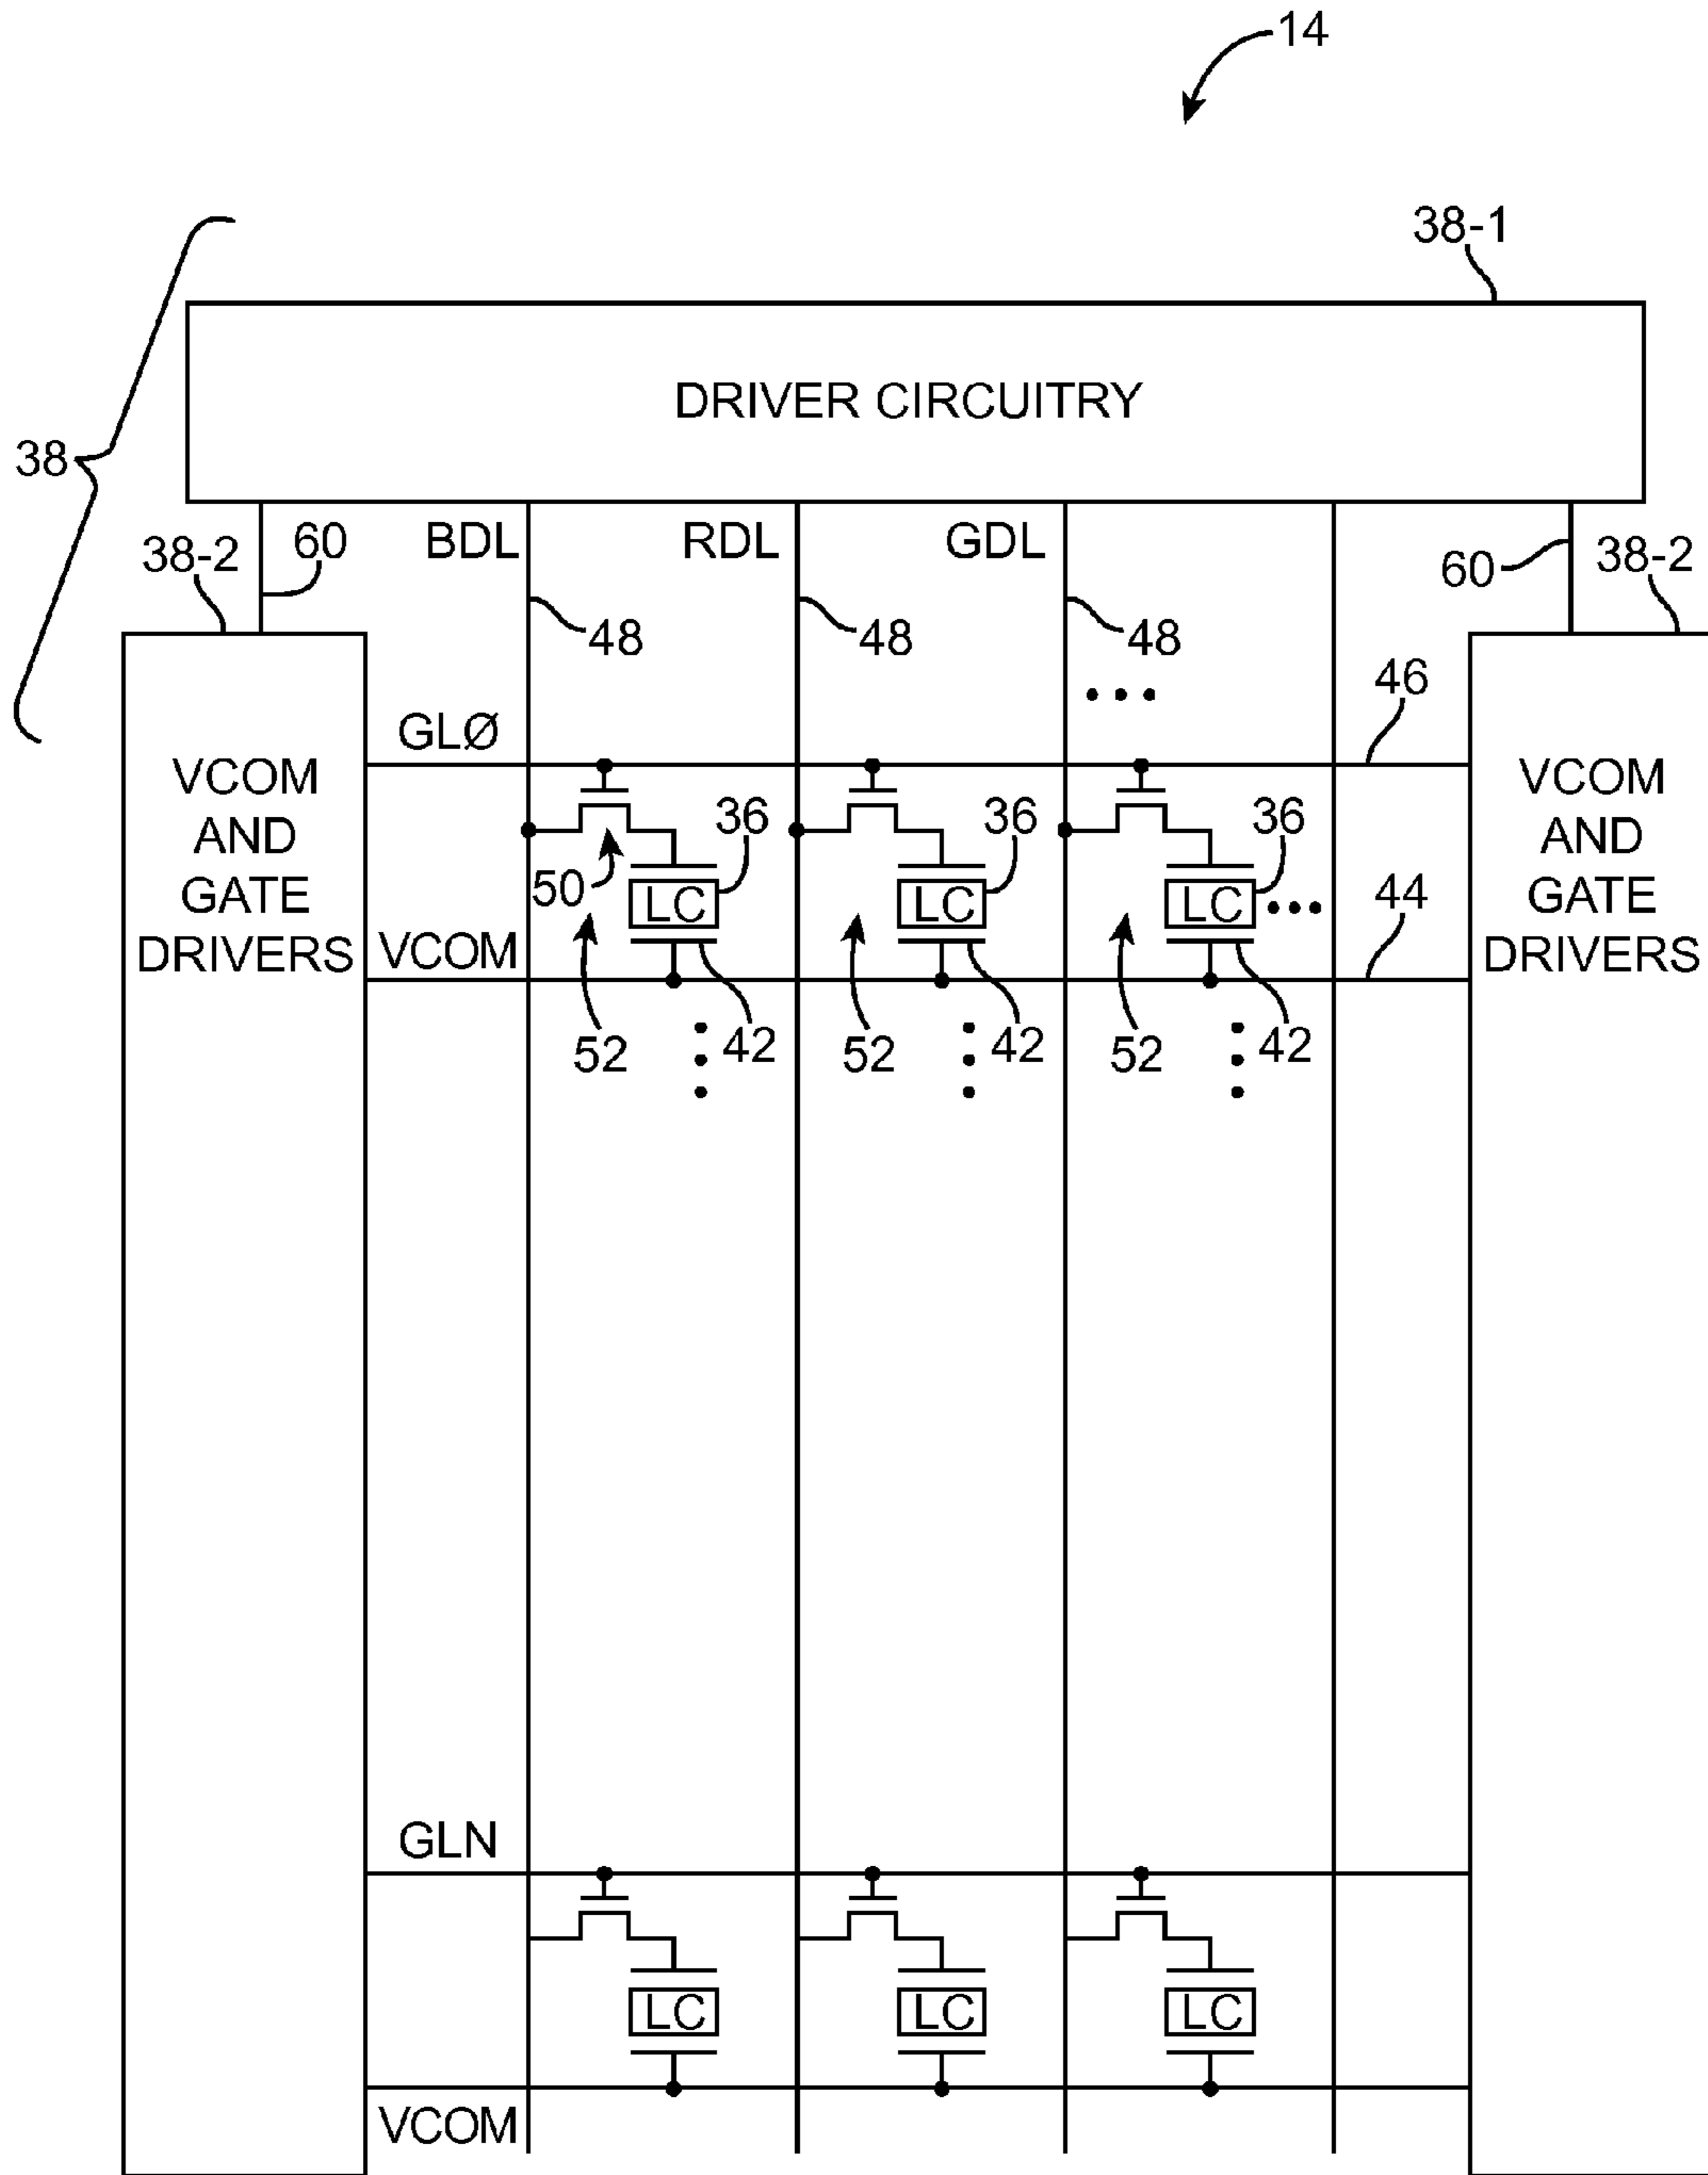 14
38-1
DRIVER CIRCUITRY
38
38-2
60
BDL
RDL
GDL
60
38-2
48
48
48
46
GLØ
VCOM
AND
GATE
DRIVERS
VCOM
AND
GATE
DRIVERS
36
36
36
50
LC
LC
LC
44
VCOM
52
42
52
42
52
42
GLN
LC
LC
LC
VCOM